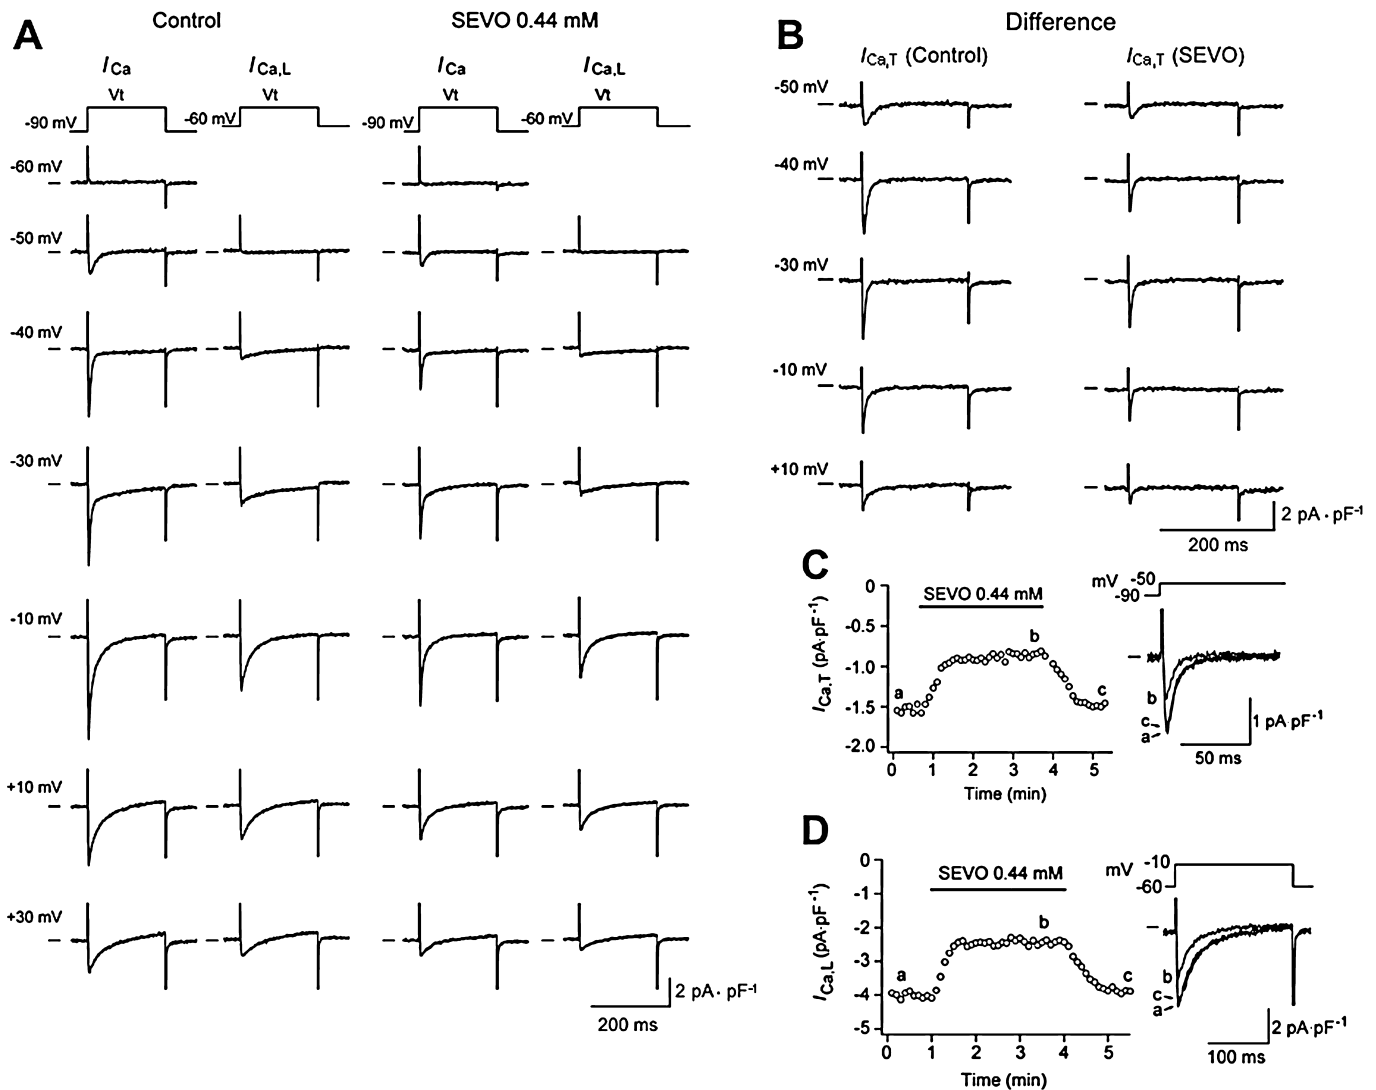 A
Control
SEVO 0.44 mM
ICa
ICa,L
ICa
ICa,L
Vt
Vt
Vt
Vt
-90 mV
-60 mV
-90 mV
-60 mV
-60 mV
-50 mV
-40 mV
-30 mV
-10 mV
+10 mV
+30 mV
2 pA · pF-1
200 ms
B
Difference
ICa,T (Control)
ICa,T (SEVO)
-50 mV
-40 mV
-30 mV
-10 mV
+10 mV
2 pA · pF-1
200 ms
C
0
-0.5
-1.0
-1.5
-2.0
ICa,T (pA·pF-1)
SEVO 0.44 mM
a
b
c
0 1 2 3 4 5
Time (min)
mV -50
-90
b
c
a
1 pA·pF-1
50 ms
D
0
-1
-2
-3
-4
-5
ICa,L (pA·pF-1)
SEVO 0.44 mM
a
b
c
0 1 2 3 4 5
Time (min)
mV -10
-60
b
c
a
2 pA·pF-1
100 ms